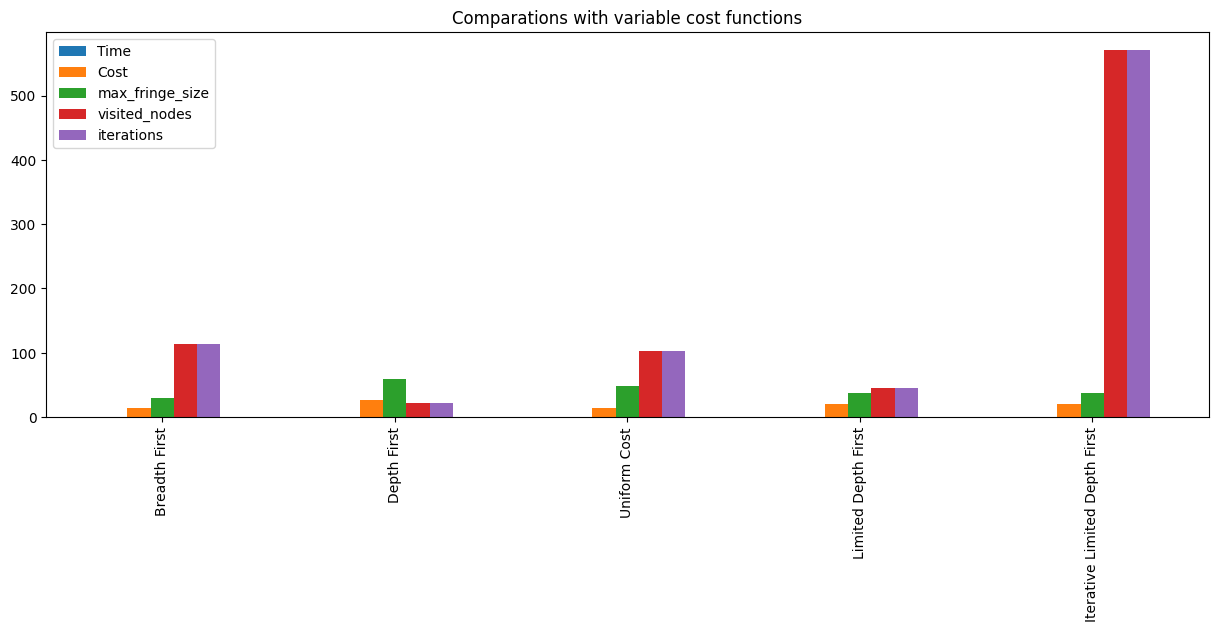 Comparations with variable cost functions
Time
Cost
max_fringe_size
visited_nodes
iterations
500
400
300
200
100
0
Breadth First
Depth First
Uniform Cost
Limited Depth First
Iterative Limited Depth First